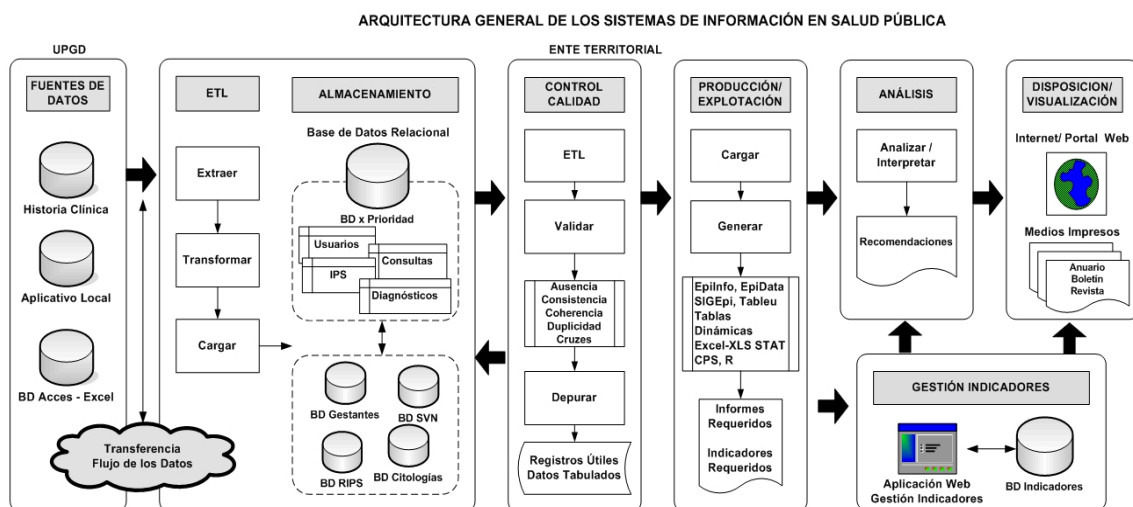 ARQUITECTURA GENERAL DE LOS SISTEMAS DE INFORMACIÓN EN SALUD PÚBLICA
UPGD
ENTE TERRITORIAL
FUENTES DE
DATOS
Historia Clínica
Aplicativo Local
BD Acces - Excel
Transferencia
Flujo de los Datos
ETL
Extraer
Transformar
Cargar
ALMACENAMIENTO
Base de Datos Relacional
BD x Prioridad
Usuarios
Consultas
IPS
Diagnósticos
BD Gestantes
BD SVN
BD RIPS
BD Citologías
CONTROL
CALIDAD
ETL
Validar
Ausencia
Consistencia
Coherencia
Duplicidad
Cruzes
Depurar
Registros Útiles
Datos Tabulados
PRODUCCIÓN/
EXPLOTACIÓN
Cargar
Generar
EpiInfo, EpiData
SIGEpi, Tableu
Tablas
Dinámicas
Excel-XLS STAT
CPS, R
Informes
Requeridos
Indicadores
Requeridos
ANÁLISIS
Analizar /
Interpretar
Recomendaciones
DISPOSICION/
VISUALIZACIÓN
Internet/ Portal Web
Medios Impresos
Anuario
Boletín
Revista
GESTIÓN INDICADORES
Aplicación Web
Gestión Indicadores
BD Indicadores